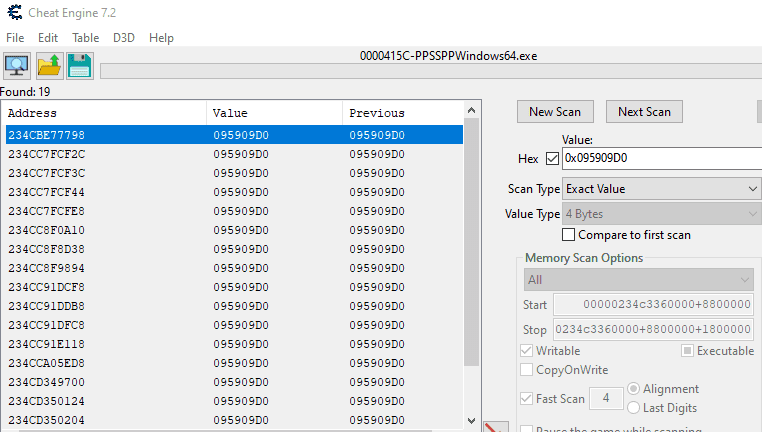 Cheat Engine 7.2
File Edit Table D3D Help
0000415C-PPSSPPWindows64.exe
Found: 19
Address Value Previous
234CBE77798 095909D0 095909D0
234CC7FCF2C 095909D0 095909D0
234CC7FCF3C 095909D0 095909D0
234CC7FCF44 095909D0 095909D0
234CC7FCFE8 095909D0 095909D0
234CC8F0A10 095909D0 095909D0
234CC8F8D38 095909D0 095909D0
234CC8F9894 095909D0 095909D0
234CC91DCF8 095909D0 095909D0
234CC91DDB8 095909D0 095909D0
234CC91DFC8 095909D0 095909D0
234CC91E118 095909D0 095909D0
234CCA05ED8 095909D0 095909D0
234CD349700 095909D0 095909D0
234CD350124 095909D0 095909D0
234CD350204 095909D0 095909D0
New Scan Next Scan
Value:
Hex 0x095909D0
Scan Type Exact Value
Value Type 4 Bytes
Compare to first scan
Memory Scan Options
All
Start 00000234c3360000+8800000
Stop 0234c3360000+8800000+1800000
Writable Executable
CopyOnWrite
Fast Scan 4 Alignment
Last Digits
Pause the game while scanning